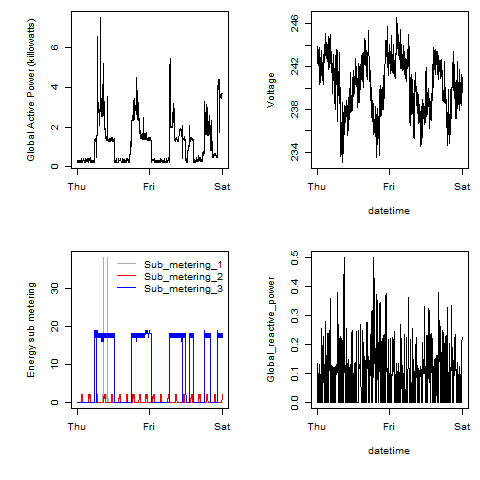 Global Active Power (killowatts)
0
2
4
6
Thu
Fri
Sat
Voltage
234
238
242
246
Thu
Fri
Sat
datetime
Energy sub metering
0
10
20
30
Sub_metering_1
Sub_metering_2
Sub_metering_3
Thu
Fri
Sat
Global_reactive_power
0.0
0.1
0.2
0.3
0.4
0.5
Thu
Fri
Sat
datetime